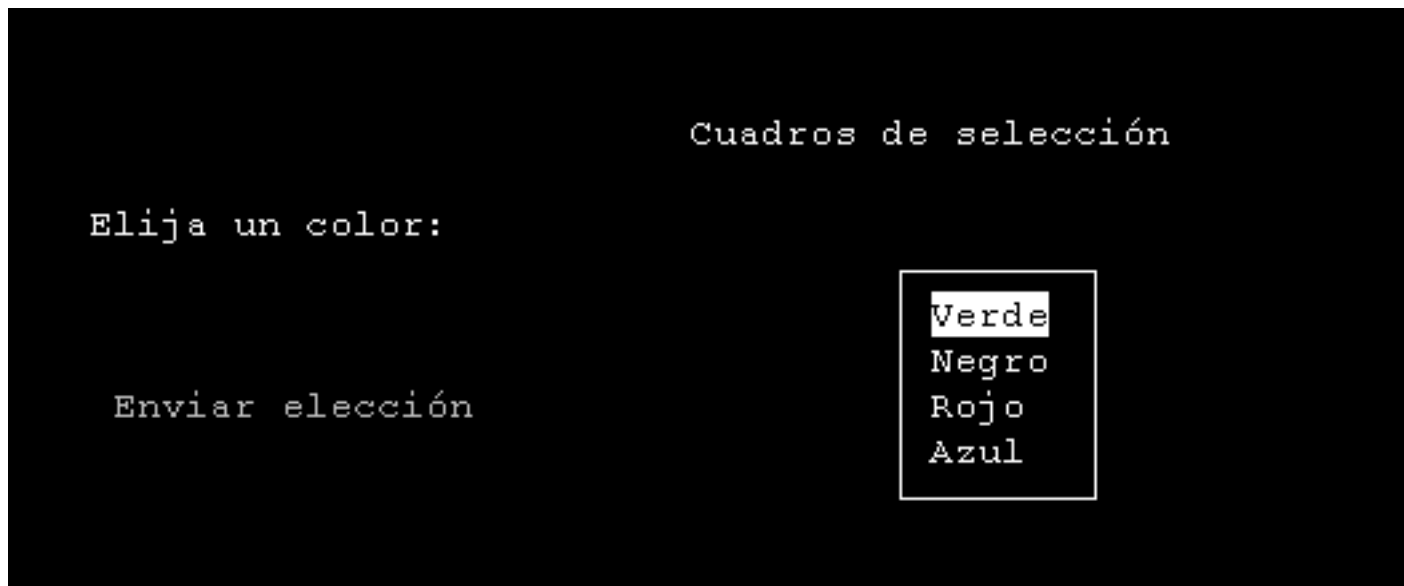 Cuadros de selección
Elija un color:
Verde
Negro
Enviar elección
Rojo
Azul